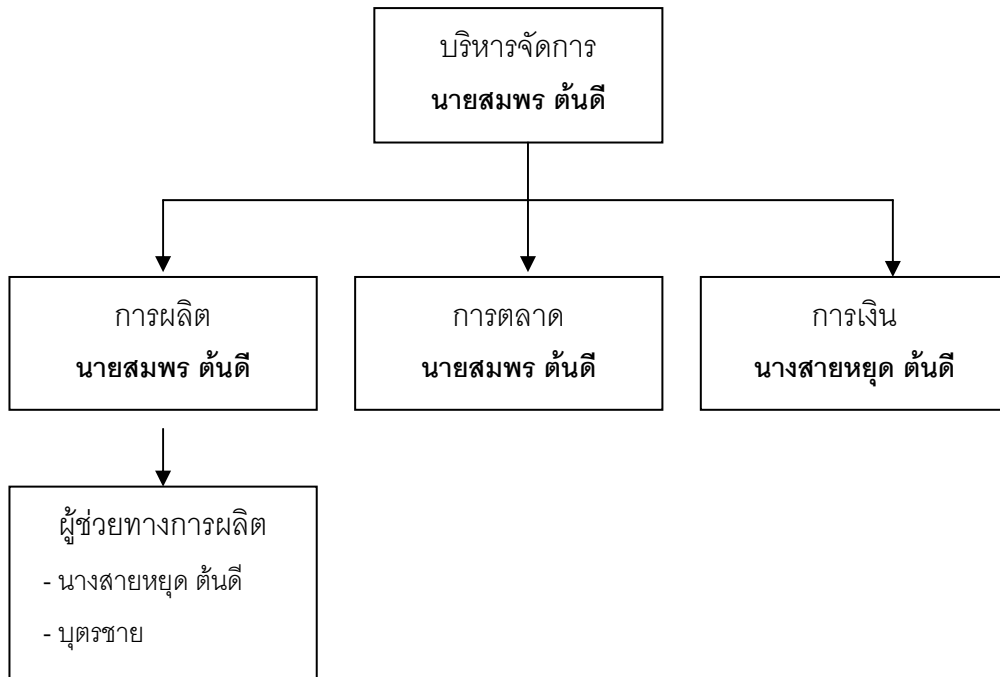 บริหารจัดการ
นายสมพร ต้นดี
การผลิต
นายสมพร ต้นดี
การตลาด
นายสมพร ต้นดี
การเงิน
นางสายหยุด ต้นดี
ผู้ช่วยทางการผลิต
- นางสายหยุด ต้นดี
- บุตรชาย